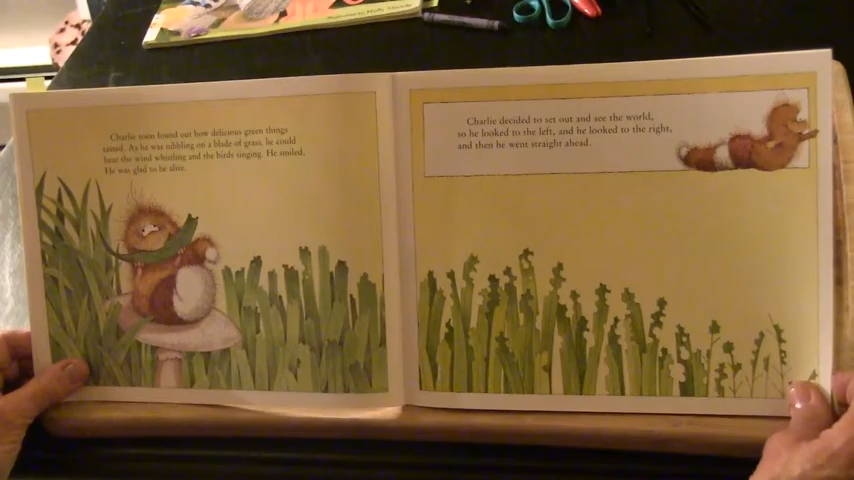 Charlie soon found out how delicious green things
tasted. As he was nibbling on a blade of grass, he could
hear the wind whistling and the birds singing. He smiled.
He was glad to be alive.
Charlie decided to set out and see the world,
so he looked to the left, and he looked to the right,
and then he went straight ahead.